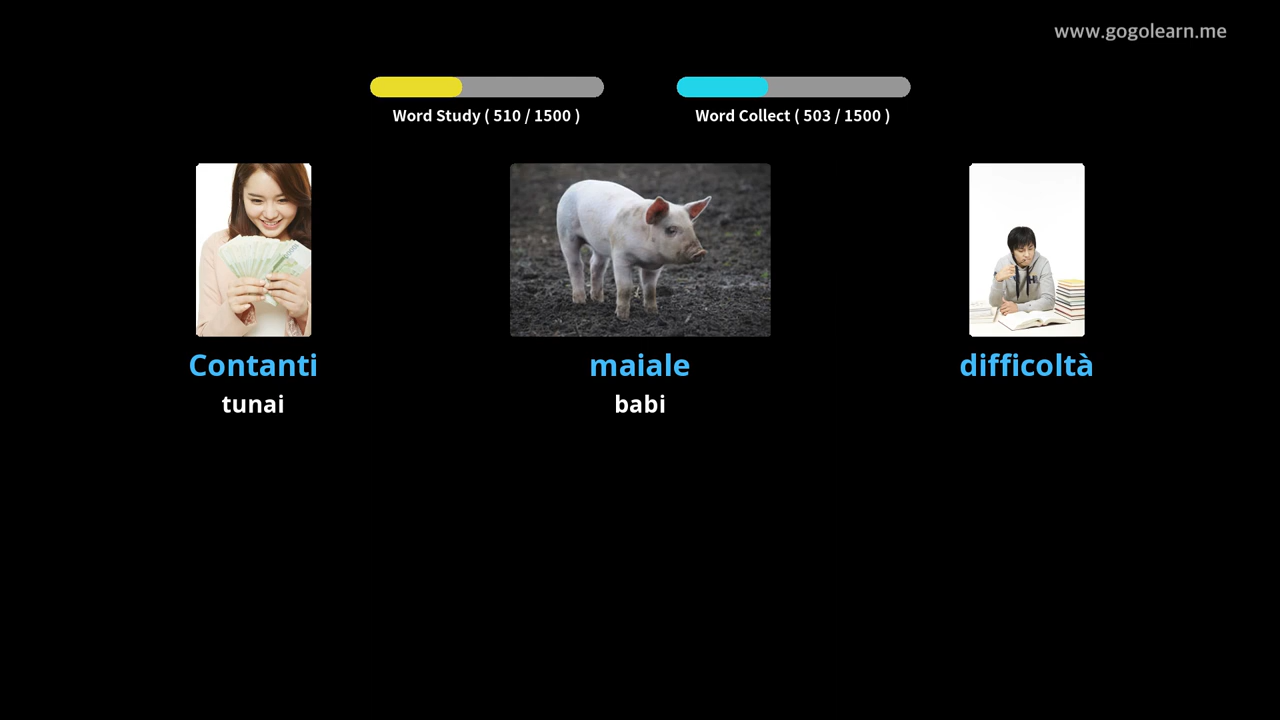 www.gogolearn.me
Word Study ( 510 / 1500 )
Word Collect ( 503 / 1500 )
Contanti
tunai
maiale
babi
difficoltà